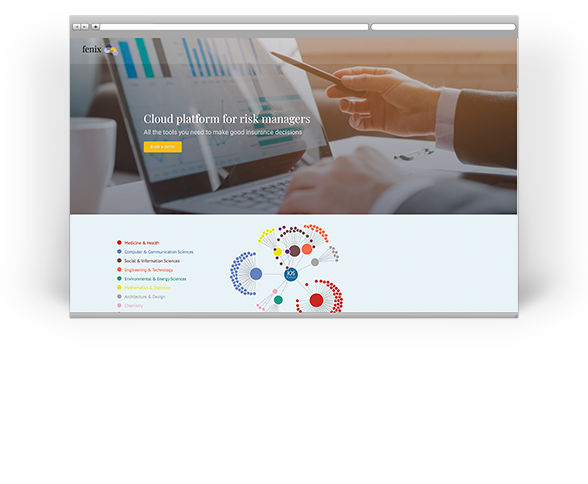 fenix
Cloud platform for risk managers
All the tools you need to make good insurance decisions
BOOK A DEMO
Medicine & Health
Computer & Communication Sciences
Social & Information Sciences
Engineering & Technology
Environmental & Energy Sciences
Mathematics & Statistics
Architecture & Design
Chemistry
IOS